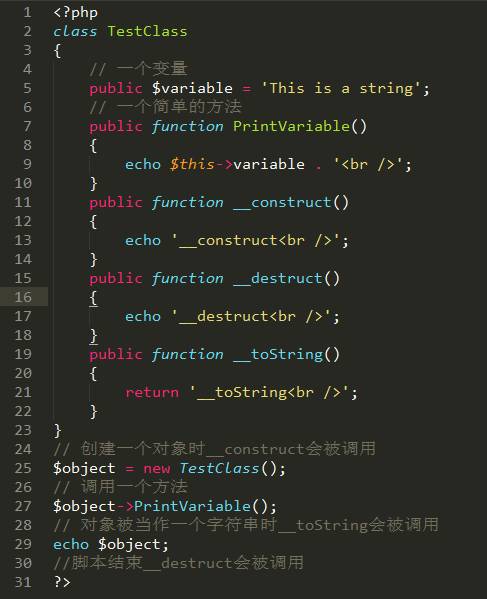 1 <?php
2 class TestClass
3 {
4     // 一个变量
5     public $variable = 'This is a string';
6     // 一个简单的方法
7     public function PrintVariable()
8     {
9         echo $this->variable . '<br />';
10     }
11     public function __construct()
12     {
13         echo '__construct<br />';
14     }
15     public function __destruct()
16     {
17         echo '__destruct<br />';
18     }
19     public function __toString()
20     {
21         return '__toString<br />';
22     }
23 }
24 // 创建一个对象时__construct会被调用
25 $object = new TestClass();
26 // 调用一个方法
27 $object->PrintVariable();
28 // 对象被当作一个字符串时__toString会被调用
29 echo $object;
30 //脚本结束__destruct会被调用
31 ?>